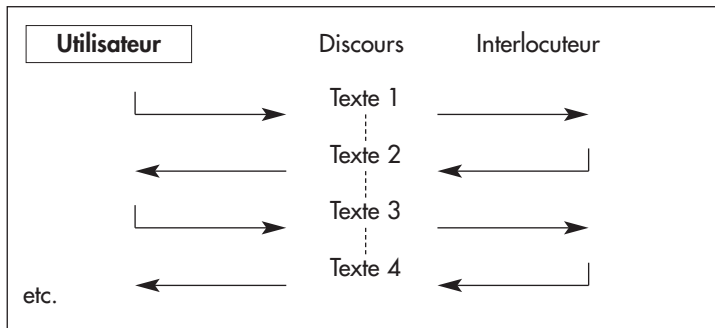 Utilisateur Discours Interlocuteur
Texte 1
Texte 2
Texte 3
Texte 4
etc.